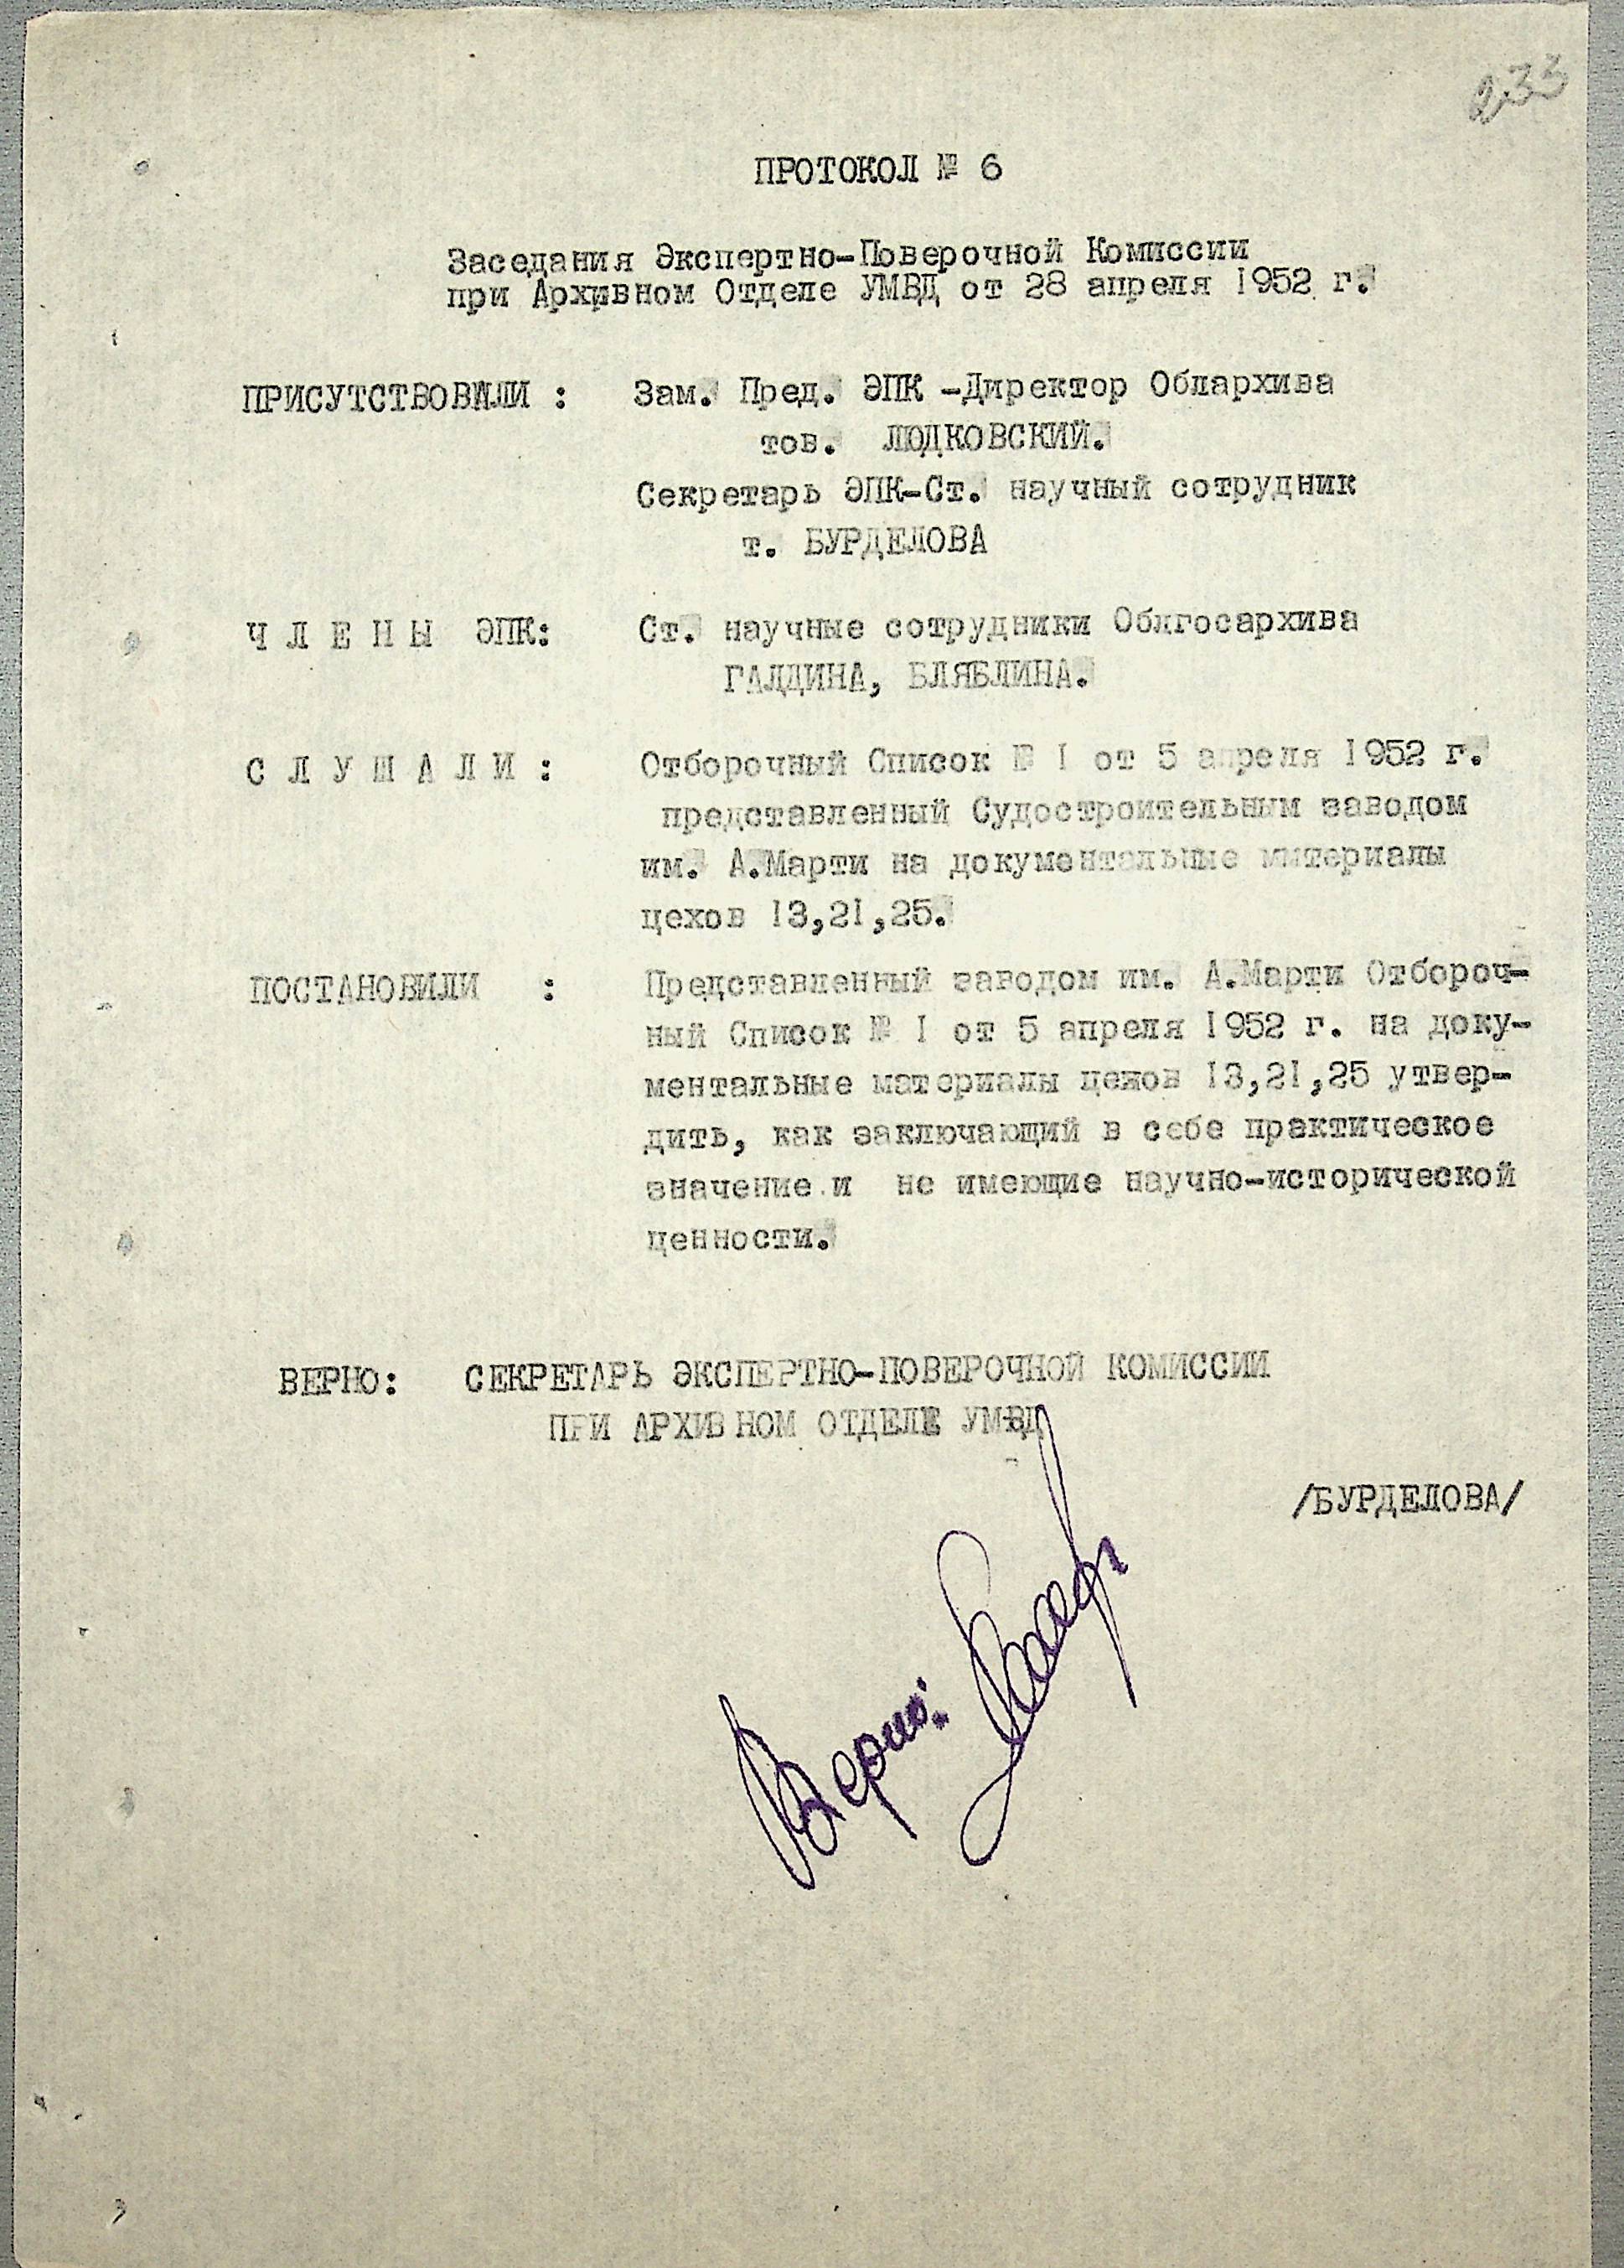 233
ПРОТОКОЛ № 6
Заседания Экспертно-Поверочной Комиссии
при Архивном Отделе УМВД от 28 апреля 1952 г.
ПРИСУТСТВОВАЛИ : Зам. Пред. ЭПК -Директор Облархива
тов. ЛЮДКОВСКИЙ.
Секретарь ЭПК-Ст. научный сотрудник
т. БУРДЕЛОВА
Ч Л Е Н Ы ЭПК: Ст. научные сотрудники Облгосархива
ГАЛДИНА, БЛЯБЛИНА.
С Л У Ш А Л И : Отборочный Список № I от 5 апреля 1952 г.
представленный Судостроительным заводом
им. А.Марти на документальные материалы
цехов 13,21,25.
ПОСТАНОВИЛИ : Представленный заводом им. А.Марти Отбороч-
ный Список № I от 5 апреля 1952 г. на доку-
ментальные материалы цехов 13,21,25 утвер-
дить, как заключающий в себе практическое
значение и не имеющие научно-исторической
ценности.
ВЕРНО: СЕКРЕТАРЬ ЭКСПЕРТНО-ПОВЕРОЧНОЙ КОМИССИИ
ПРИ АРХИВНОМ ОТДЕЛЕ УМВД
/БУРДЕЛОВА/
Верно: